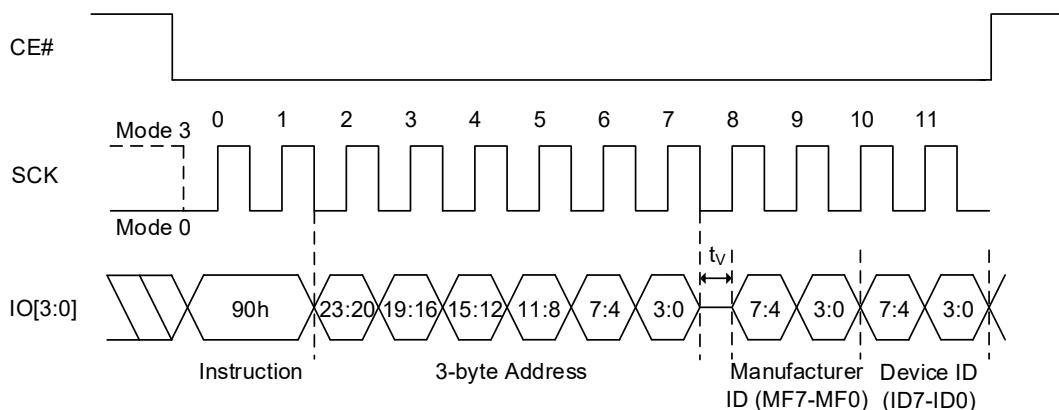 CE#
0 1 2 3 4 5 6 7 8 9 10 11
Mode 3
SCK
Mode 0
tV
IO[3:0]
90h 23:20 19:16 15:12 11:8 7:4 3:0 7:4 3:0 7:4 3:0
Instruction 3-byte Address Manufacturer Device ID
ID (MF7-MF0) (ID7-ID0)